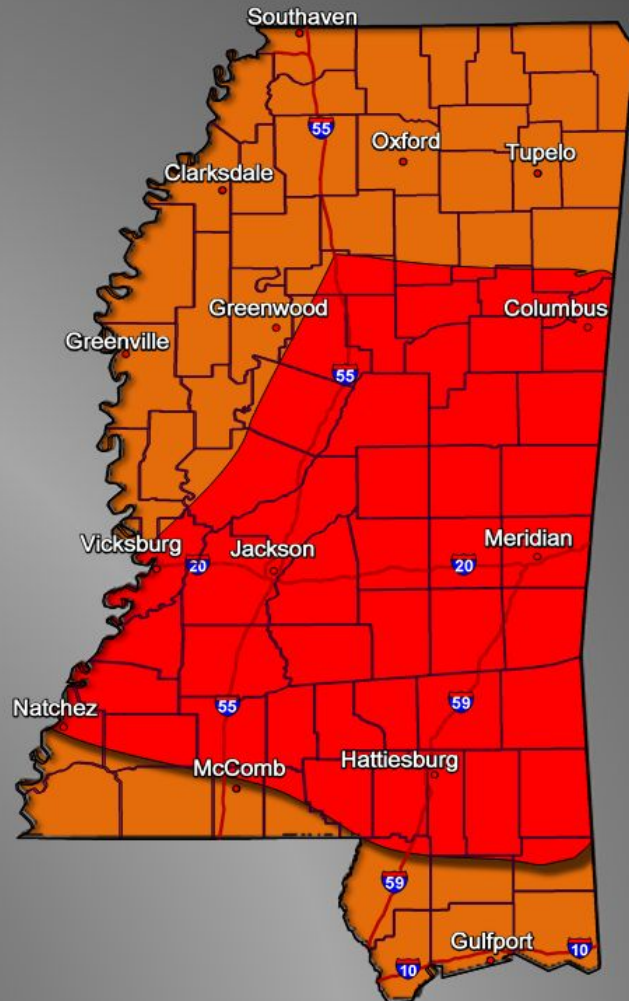 Southaven
55
Oxford
Tupelo
Clarksdale
Greenwood
Columbus
Greenville
55
Vicksburg
20
Jackson
20
Meridian
Natchez
55
59
McComb
Hattiesburg
59
Gulfport
10
10